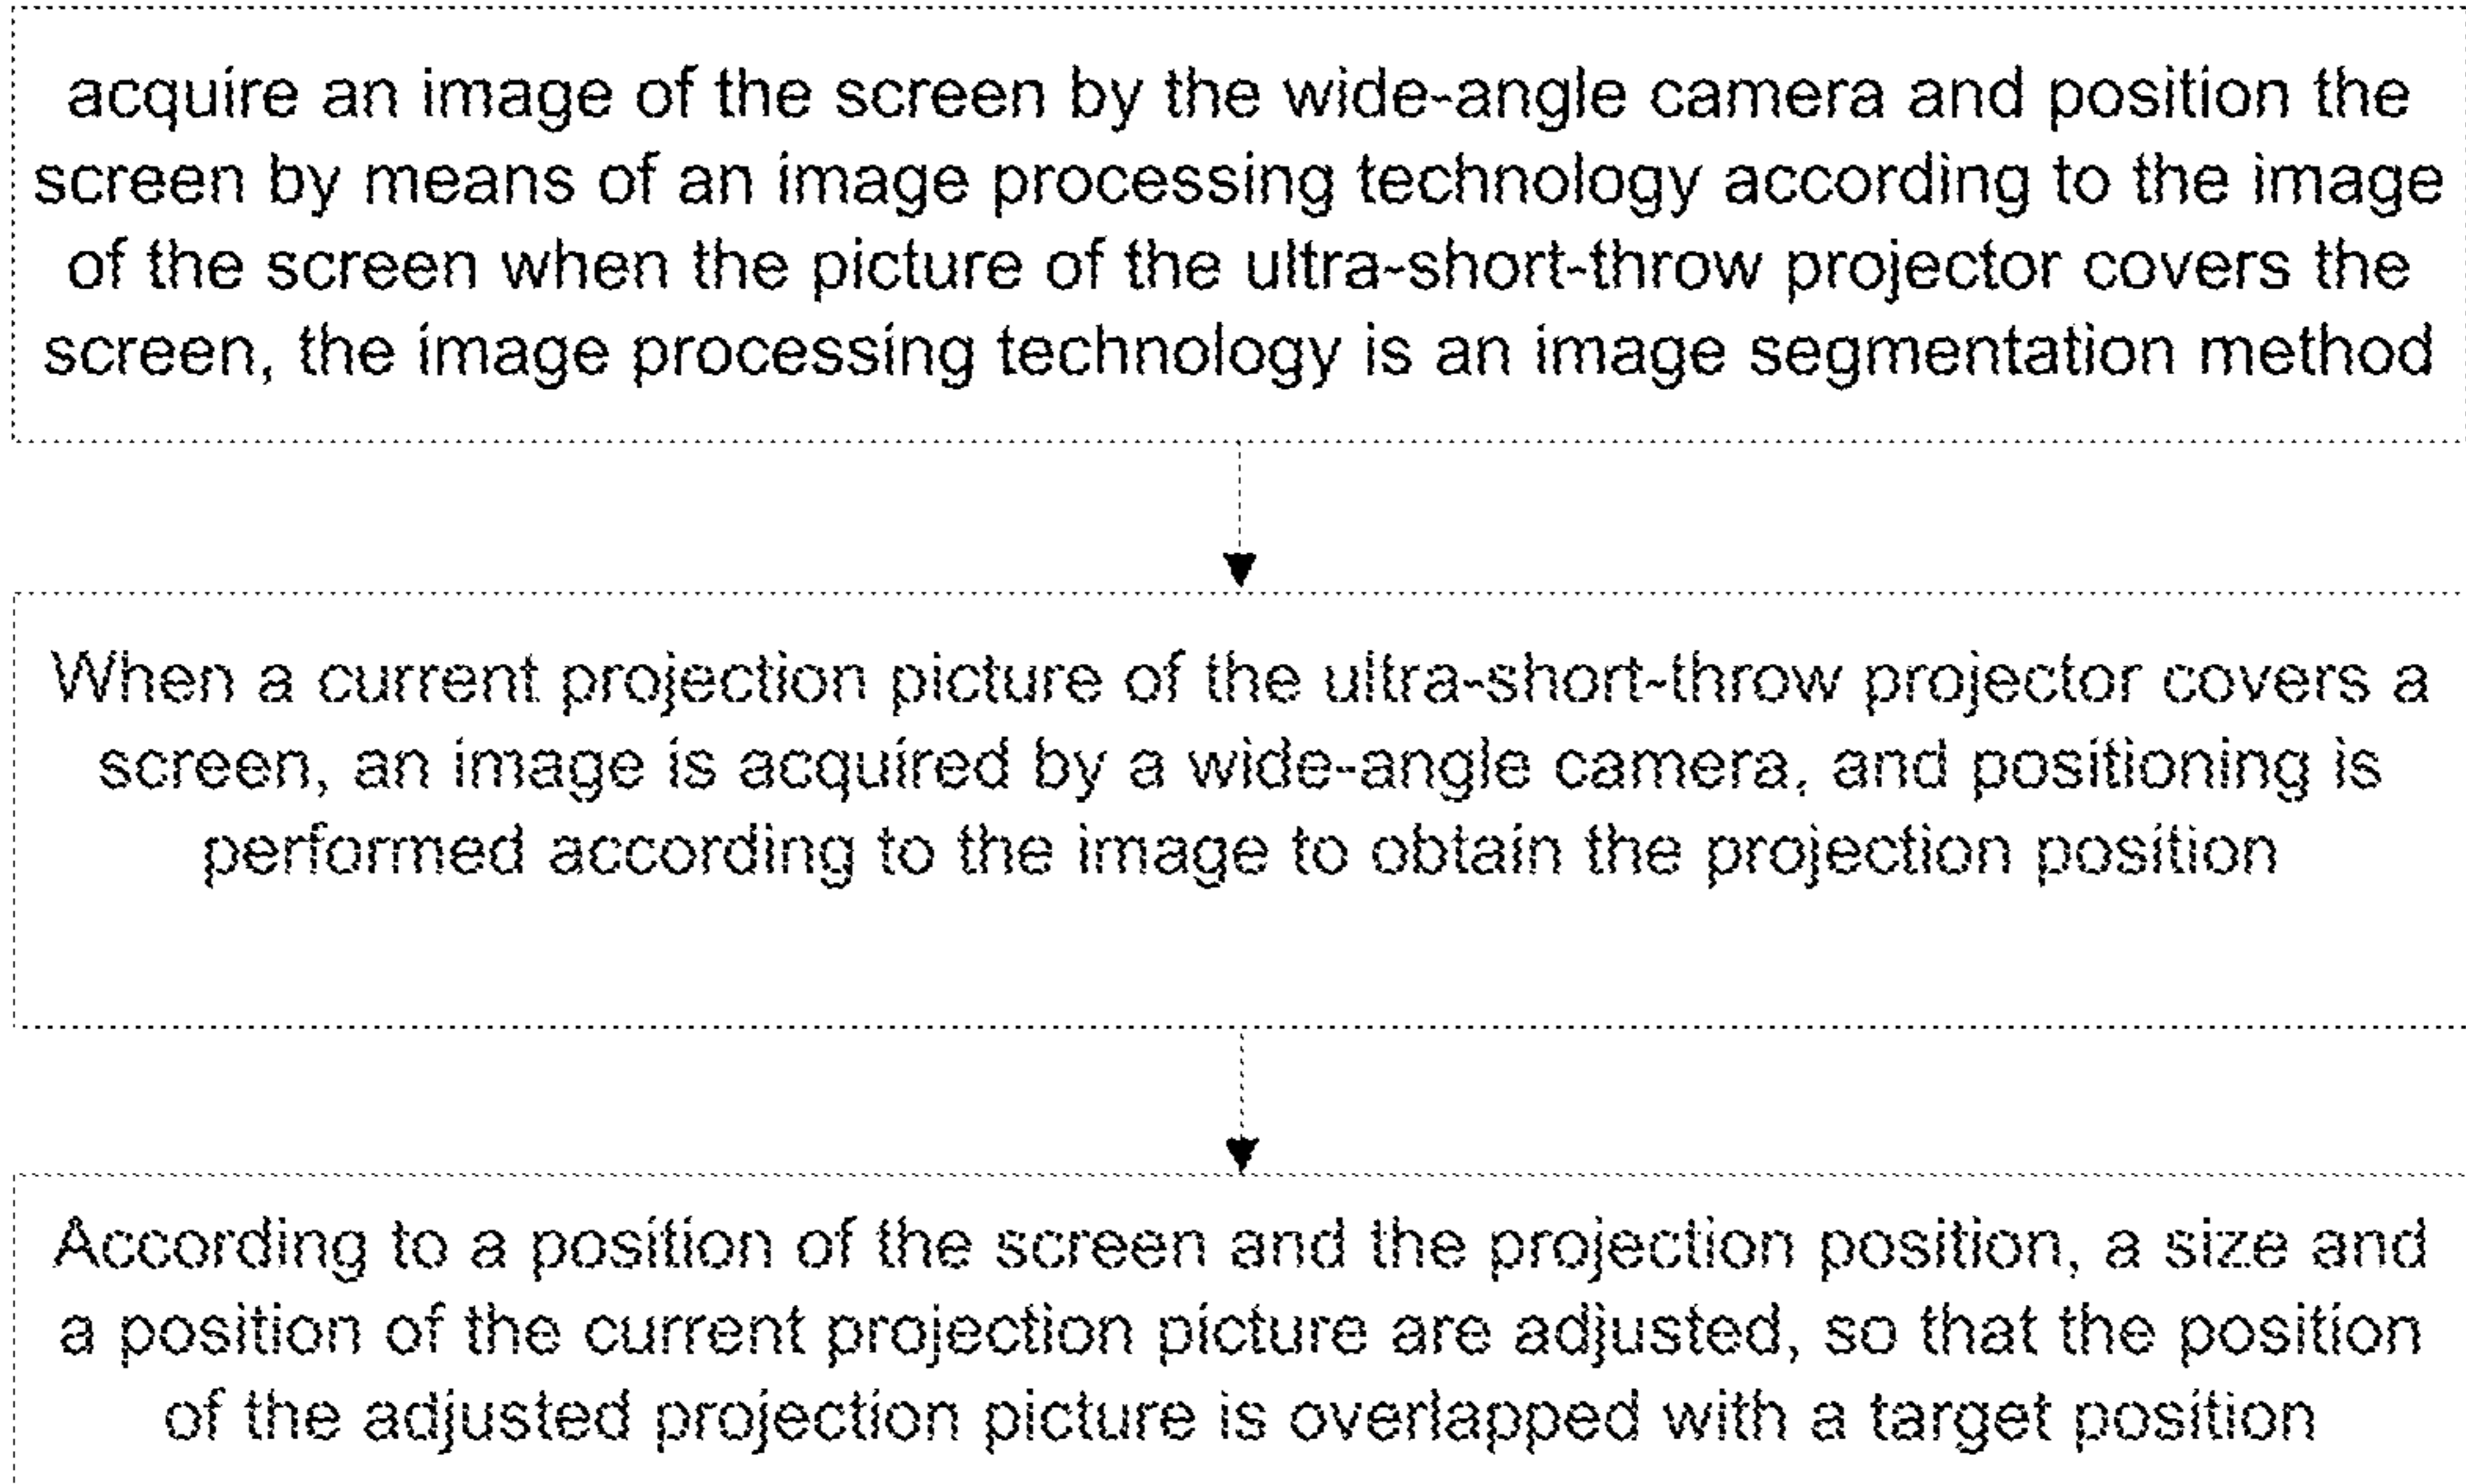 acquire an image of the screen by the wide-angle camera and position the
screen by means of an image processing technology according to the image
of the screen when the picture of the ultra-short-throw projector covers the
screen, the image processing technology is an image segmentation method
When a current projection picture of the ultra-short-throw projector covers a
screen, an image is acquired by a wide-angle camera, and positioning is
performed according to the image to obtain the projection position
According to a position of the screen and the projection position, a size and
a position of the current projection picture are adjusted, so that the position
of the adjusted projection picture is overlapped with a target position